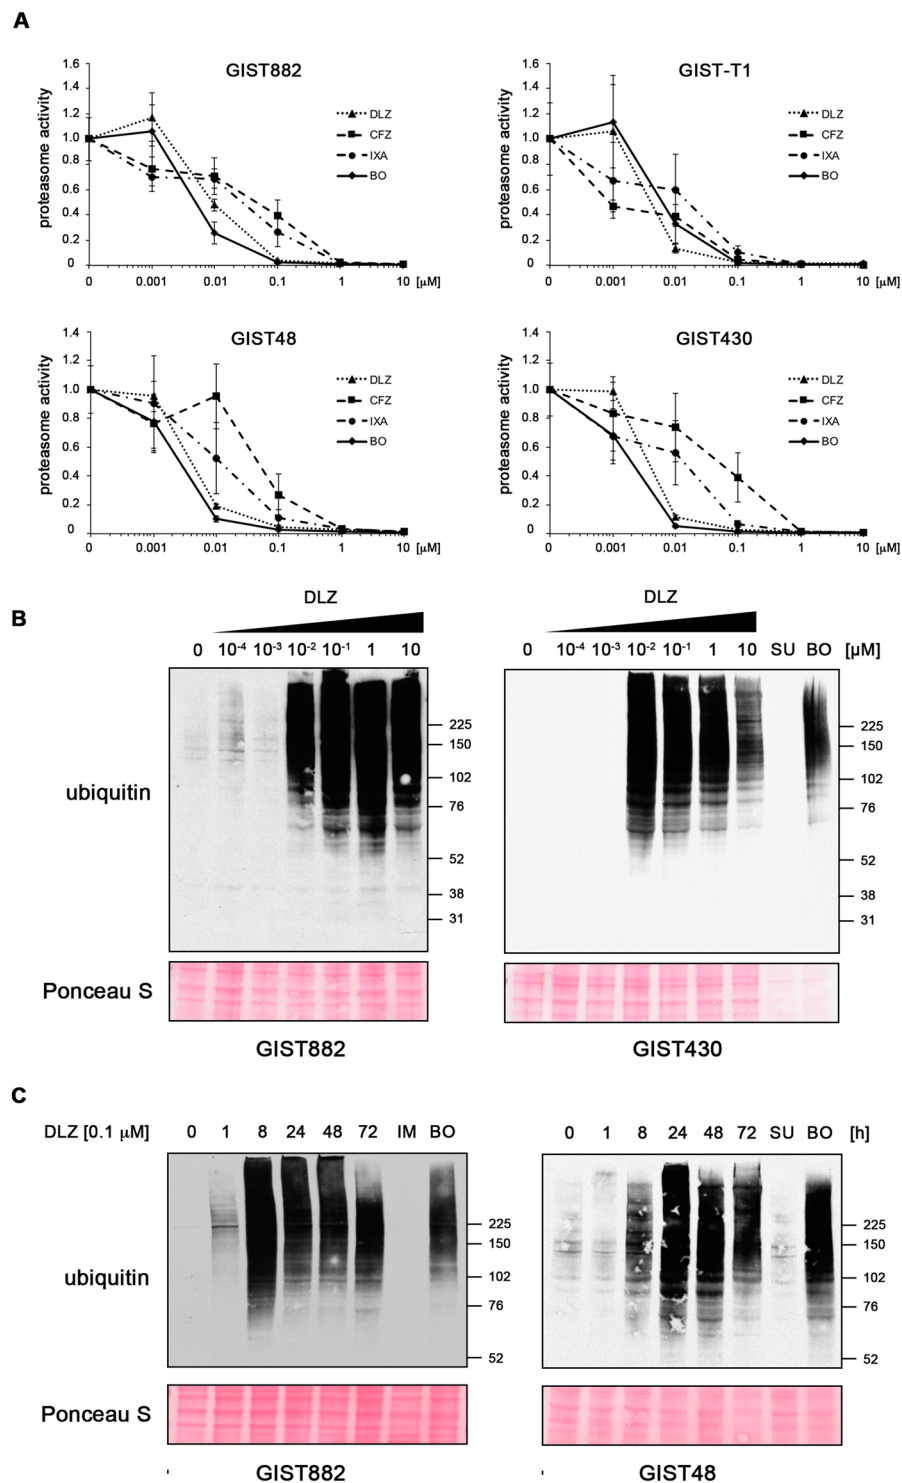 A
GIST882
1.6
1.4
1.2
1.0
0.8
0.6
0.4
0.2
0
proteasome activity
DLZ
CFZ
IXA
BO
0 0.001 0.01 0.1 1 10 [µM]
GIST-T1
1.6
1.4
1.2
1.0
0.8
0.6
0.4
0.2
0
proteasome activity
DLZ
CFZ
IXA
BO
0 0.001 0.01 0.1 1 10 [µM]
GIST48
1.4
1.2
1.0
0.8
0.6
0.4
0.2
0
proteasome activity
DLZ
CFZ
IXA
BO
0 0.001 0.01 0.1 1 10 [µM]
GIST430
1.4
1.2
1.0
0.8
0.6
0.4
0.2
0
proteasome activity
DLZ
CFZ
IXA
BO
0 0.001 0.01 0.1 1 10 [µM]
B
DLZ
0 10⁻⁴ 10⁻³ 10⁻² 10⁻¹ 1 10
225
150
102
76
52
38
31
ubiquitin
Ponceau S
GIST882
DLZ
0 10⁻⁴ 10⁻³ 10⁻² 10⁻¹ 1 10 SU BO [µM]
225
150
102
76
52
38
31
GIST430
C
DLZ [0.1 µM] 0 1 8 24 48 72 IM BO
225
150
102
76
52
ubiquitin
Ponceau S
GIST882
0 1 8 24 48 72 SU BO [h]
225
150
102
76
52
GIST48